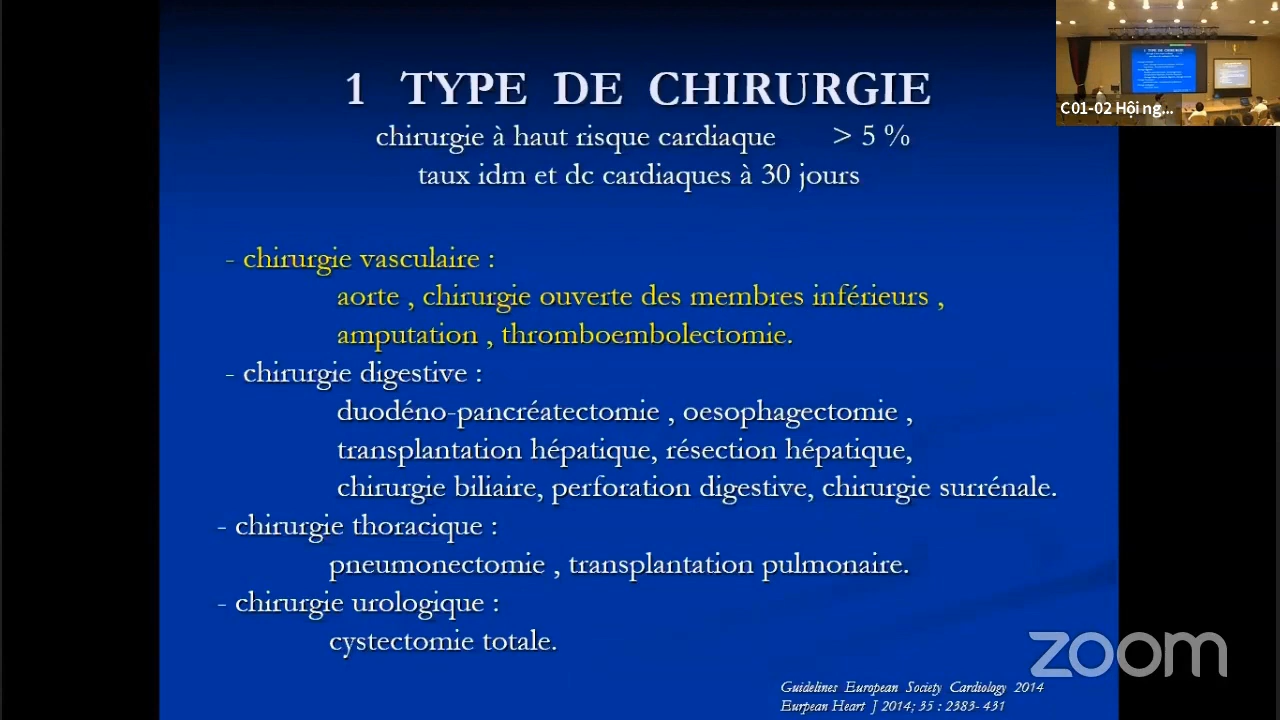 1 TYPE DE CHIRURGIE
chirurgie à haut risque cardiaque > 5 %
taux idm et dc cardiaques à 30 jours
- chirurgie vasculaire :
aorte , chirurgie ouverte des membres inférieurs ,
amputation , thromboembolectomie.
- chirurgie digestive :
duodéno-pancréatectomie , oesophagectomie ,
transplantation hépatique, résection hépatique,
chirurgie biliaire, perforation digestive, chirurgie surrénale.
- chirurgie thoracique :
pneumonectomie , transplantation pulmonaire.
- chirurgie urologique :
cystectomie totale.
Guidelines European Society Cardiology 2014
Eurpean Heart J 2014; 35 : 2383- 431
C01-02 Hội ng...
zoom